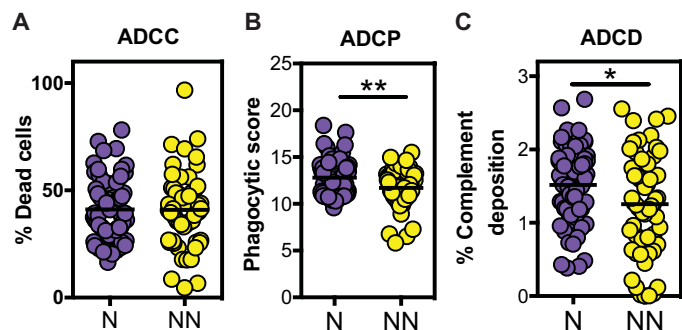 A
ADCC
% Dead cells
100
50
0
N
NN
B
ADCP
Phagocytic score
25
20
15
10
5
0
**
N
NN
C
ADCD
% Complement
deposition
3
2
1
0
*
N
NN